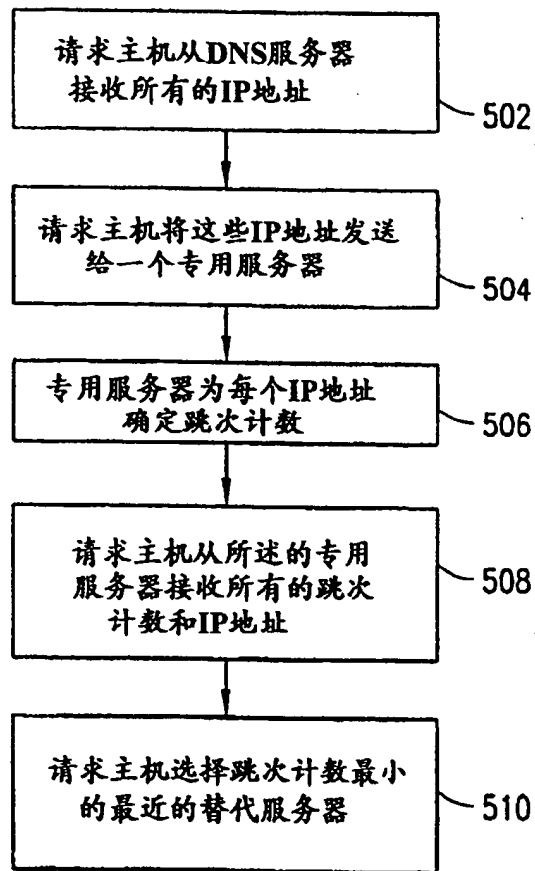 请求主机从DNS服务器
接收所有的IP地址
502
请求主机将这些IP地址发送
给一个专用服务器
504
专用服务器为每个IP地址
确定跳次计数
506
请求主机从所述的专用
服务器接收所有的跳次
计数和IP地址
508
请求主机选择跳次计数最小
的最近的替代服务器
510